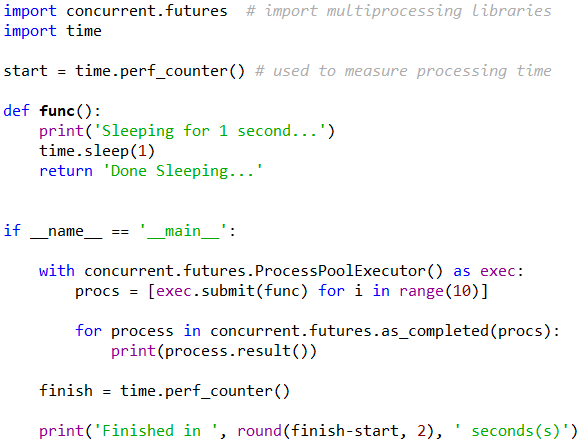 import concurrent.futures  # import multiprocessing libraries
import time

start = time.perf_counter() # used to measure processing time

def func():
    print('Sleeping for 1 second...')
    time.sleep(1)
    return 'Done Sleeping...'


if __name__ == '__main__':

    with concurrent.futures.ProcessPoolExecutor() as exec:
        procs = [exec.submit(func) for i in range(10)]

        for process in concurrent.futures.as_completed(procs):
            print(process.result())

    finish = time.perf_counter()

    print('Finished in ', round(finish-start, 2), ' seconds(s)')